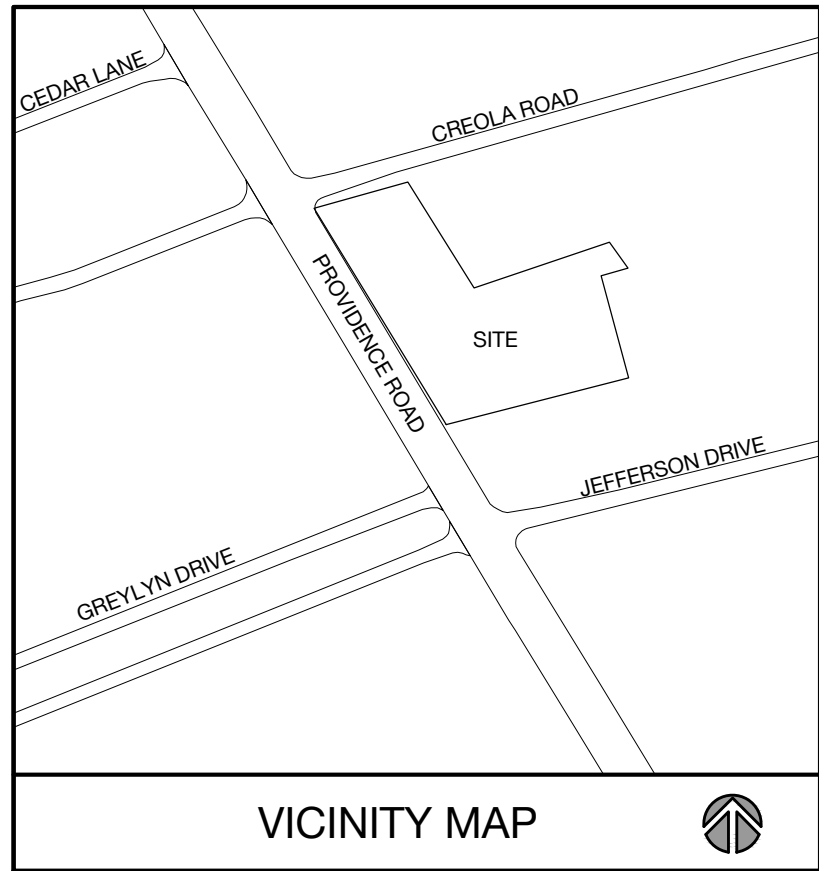 CEDAR LANE
CREOLA ROAD
PROVIDENCE ROAD
SITE
JEFFERSON DRIVE
GREYLYN DRIVE
VICINITY MAP